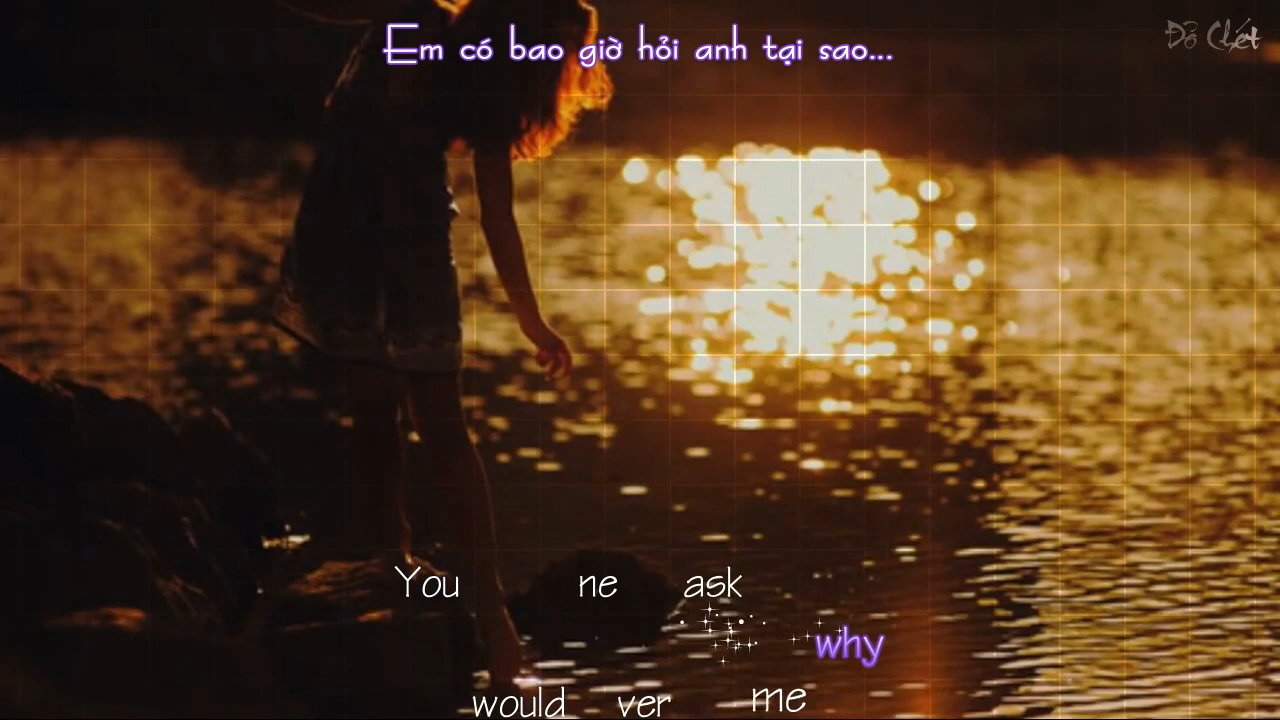 Em có bao giờ hỏi anh tại sao...
Đỗ Chết
You ne ask
why
would ver me